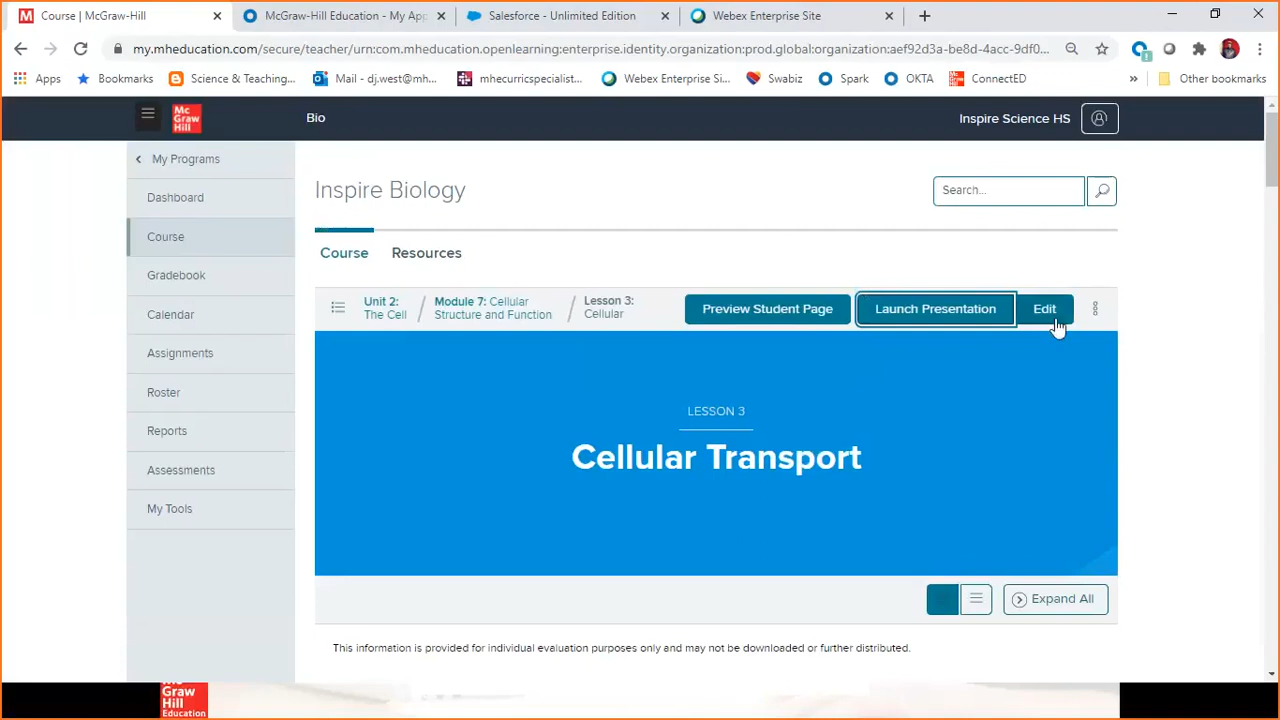 Course | McGraw-Hill
McGraw-Hill Education - My App
Salesforce - Unlimited Edition
Webex Enterprise Site
my.mheducation.com/secure/teacher/urn:com.mheducation.openlearning:enterprise.identity.organization:prod.global:organization:aef92d3a-be8d-4acc-9df0...
Apps
Bookmarks
Science & Teaching...
Mail - dj.west@mh...
mhecurricspecialist...
Webex Enterprise Si...
Swabiz
Spark
OKTA
ConnectED
Other bookmarks
Mc
Graw
Hill
Bio
Inspire Science HS
My Programs
Dashboard
Course
Gradebook
Calendar
Assignments
Roster
Reports
Assessments
My Tools
Inspire Biology
Search...
Course
Resources
Unit 2:
The Cell
Module 7: Cellular
Structure and Function
Lesson 3:
Cellular
Preview Student Page
Launch Presentation
Edit
LESSON 3
Cellular Transport
Expand All
This information is provided for individual evaluation purposes only and may not be downloaded or further distributed.
Graw
Hill
Education